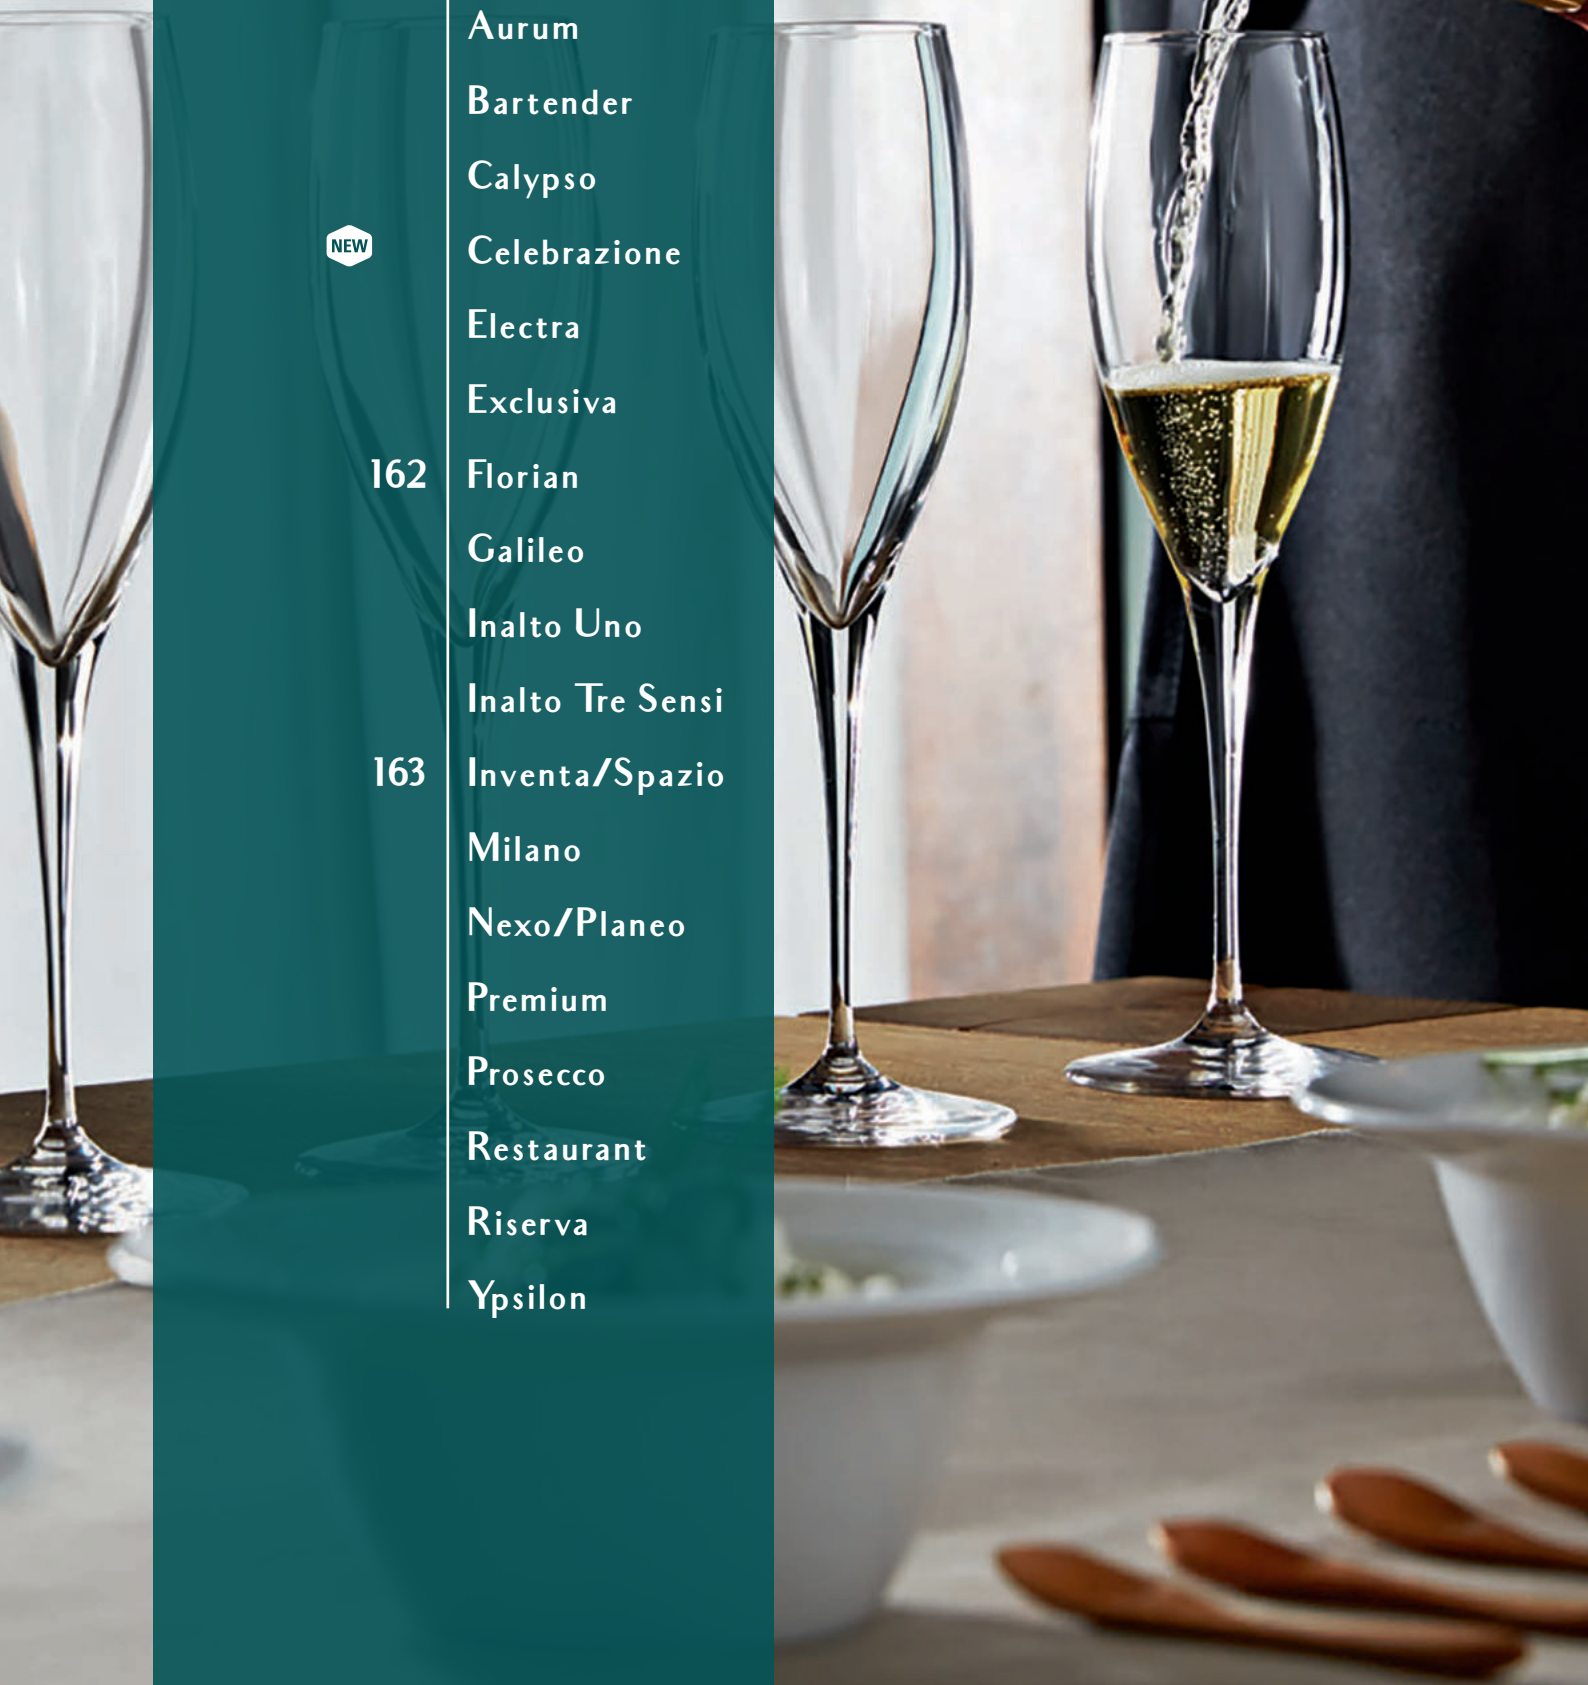 Aurum
Bartender
Calypso
NEW Celebrazione
Electra
Exclusiva
162 Florian
Galileo
Inalto Uno
Inalto Tre Sensi
163 Inventa/Spazio
Milano
Nexo/Planeo
Premium
Prosecco
Restaurant
Riserva
Ypsilon